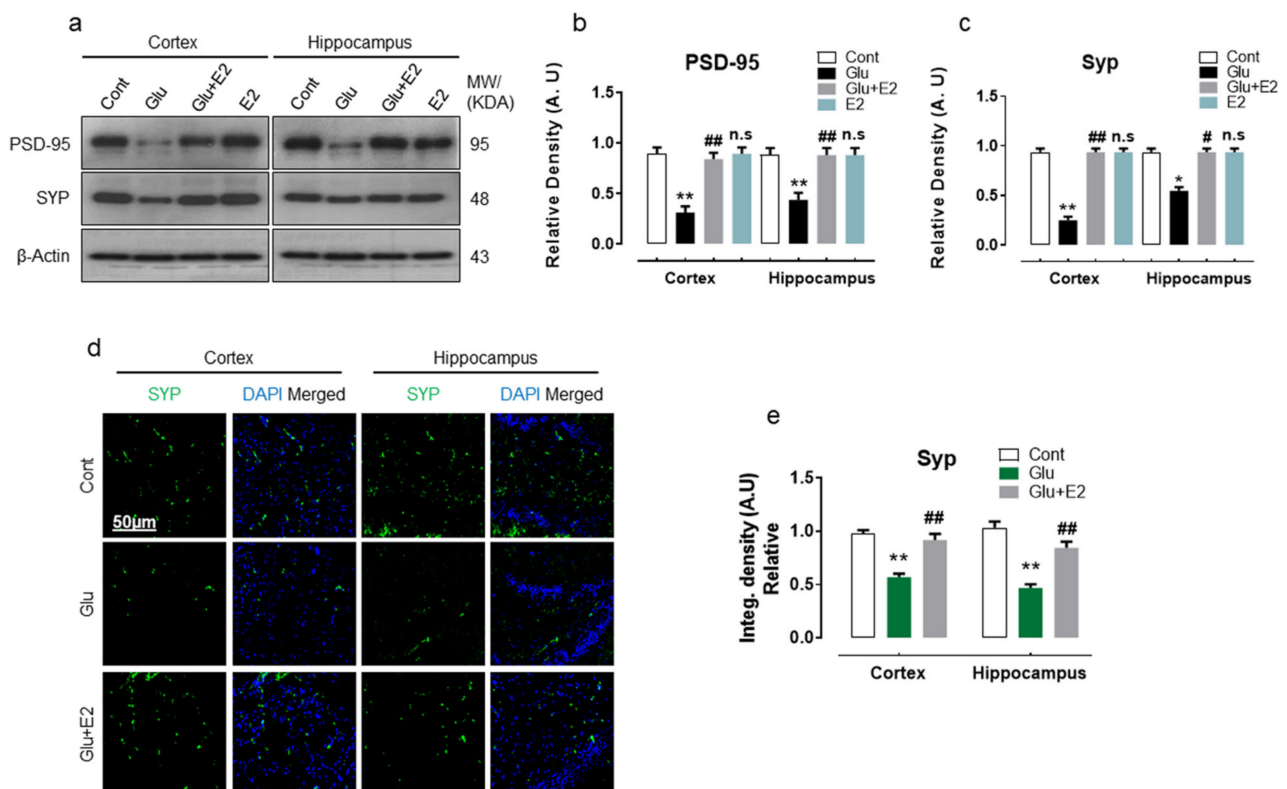 a
Cortex
Hippocampus
Cont
Glu
Glu+E2
E2
Cont
Glu
Glu+E2
E2
MW/
(KDA)
PSD-95
95
SYP
48
β-Actin
43
b
PSD-95
Cont
Glu
Glu+E2
E2
Relative Density (A. U)
1.5
1.0
0.5
0.0
**
##
n.s
**
##
n.s
Cortex
Hippocampus
c
Syp
Cont
Glu
Glu+E2
E2
Relative Density (A. U)
1.5
1.0
0.5
0.0
**
##
n.s
*
#
n.s
Cortex
Hippocampus
d
Cortex
Hippocampus
SYP
DAPI Merged
SYP
DAPI Merged
Cont
50µm
Glu
Glu+E2
e
Syp
Cont
Glu
Glu+E2
Integ. density (A.U)
Relative
1.5
1.0
0.5
0.0
**
##
**
##
Cortex
Hippocampus